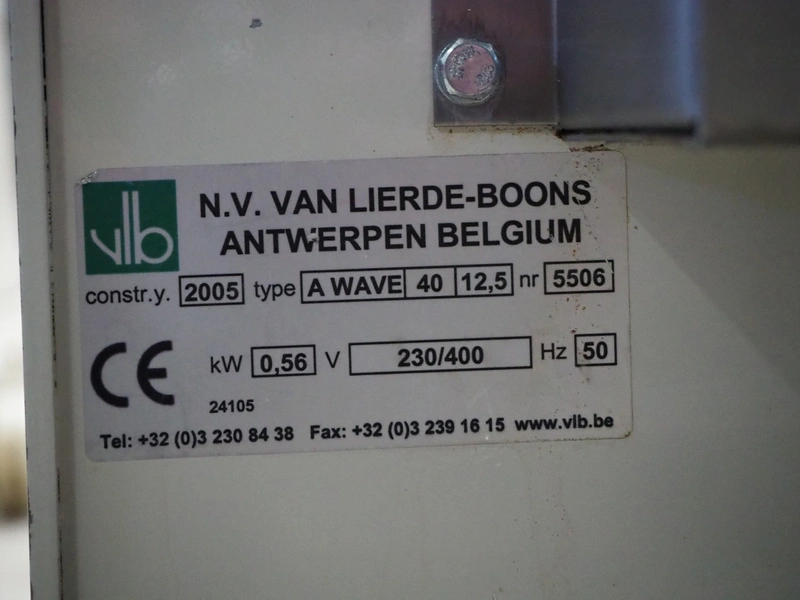 vlb
N.V. VAN LIERDE-BOONS
ANTWERPEN BELGIUM
constr.y. 2005 type A WAVE 40 12,5 nr 5506
CE kW 0,56 V 230/400 Hz 50
24105
Tel: +32 (0)3 230 84 38 Fax: +32 (0)3 239 16 15 www.vlb.be